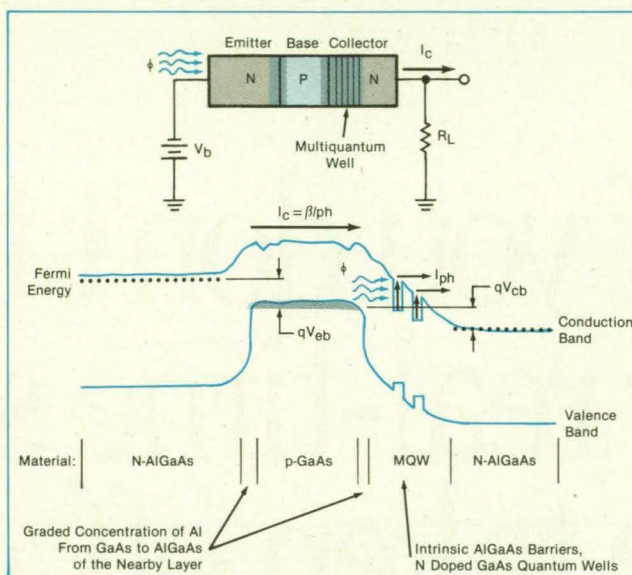 Emitter Base Collector
I_c
ϕ
N P N
V_b
Multiquantum
Well
R_L
I_c = β/ph
Fermi
Energy
ϕ
I_ph
qV_cb
qV_eb
Conduction
Band
Valence
Band
Material: N-AlGaAs p-GaAs MQW N-AlGaAs
Graded Concentration of Al
From GaAs to AlGaAs
of the Nearby Layer
Intrinsic AlGaAs Barriers,
N Doped GaAs Quantum Wells